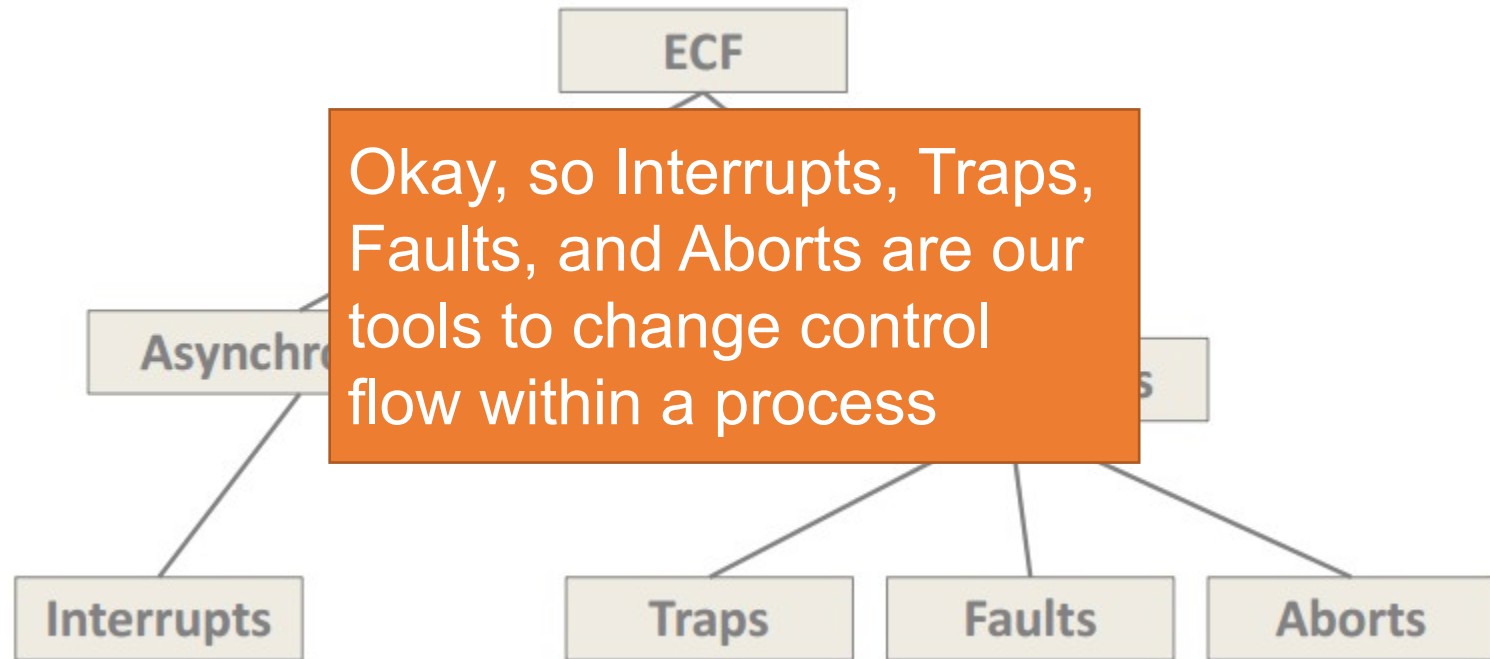 ECF
Okay, so Interrupts, Traps,
Faults, and Aborts are our
tools to change control
flow within a process
Interrupts
Traps
Faults
Aborts